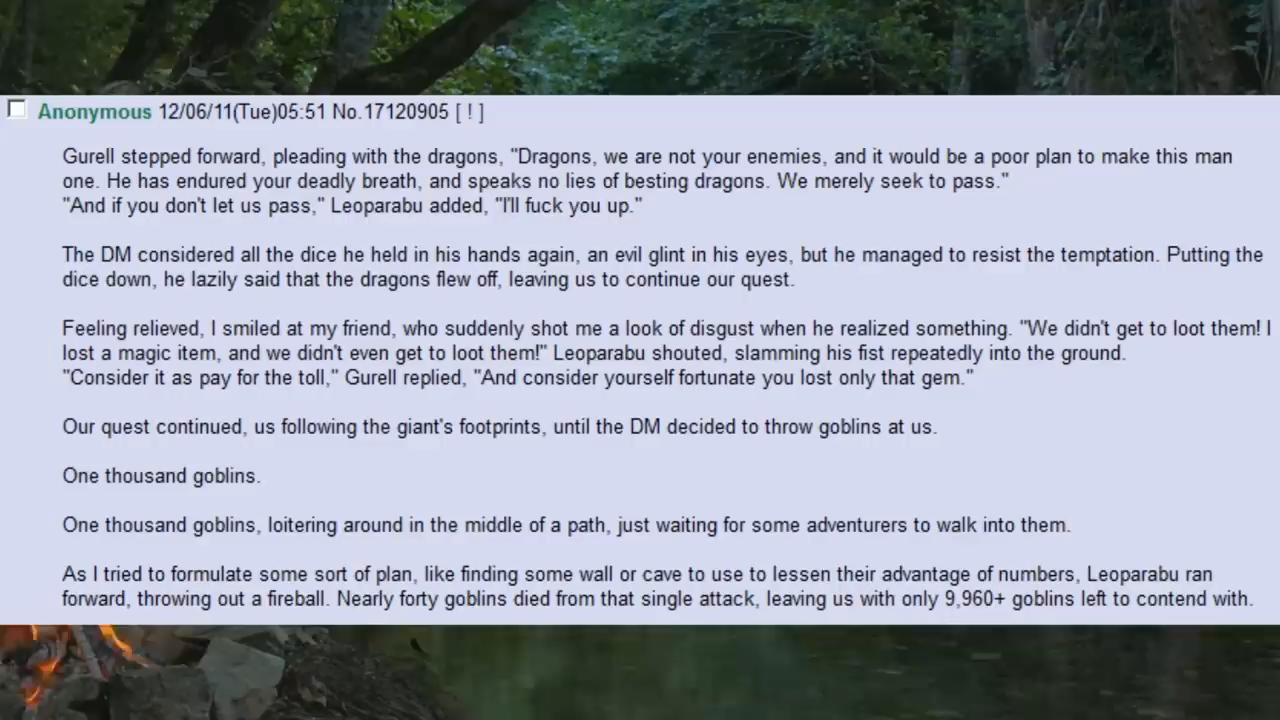 Anonymous 12/06/11(Tue)05:51 No.17120905 [ ! ]
Gurell stepped forward, pleading with the dragons, "Dragons, we are not your enemies, and it would be a poor plan to make this man
one. He has endured your deadly breath, and speaks no lies of besting dragons. We merely seek to pass."
"And if you don't let us pass," Leoparabu added, "I'll fuck you up."
The DM considered all the dice he held in his hands again, an evil glint in his eyes, but he managed to resist the temptation. Putting the
dice down, he lazily said that the dragons flew off, leaving us to continue our quest.
Feeling relieved, I smiled at my friend, who suddenly shot me a look of disgust when he realized something. "We didn't get to loot them! I
lost a magic item, and we didn't even get to loot them!" Leoparabu shouted, slamming his fist repeatedly into the ground.
"Consider it as pay for the toll," Gurell replied, "And consider yourself fortunate you lost only that gem."
Our quest continued, us following the giant's footprints, until the DM decided to throw goblins at us.
One thousand goblins.
One thousand goblins, loitering around in the middle of a path, just waiting for some adventurers to walk into them.
As I tried to formulate some sort of plan, like finding some wall or cave to use to lessen their advantage of numbers, Leoparabu ran
forward, throwing out a fireball. Nearly forty goblins died from that single attack, leaving us with only 9,960+ goblins left to contend with.